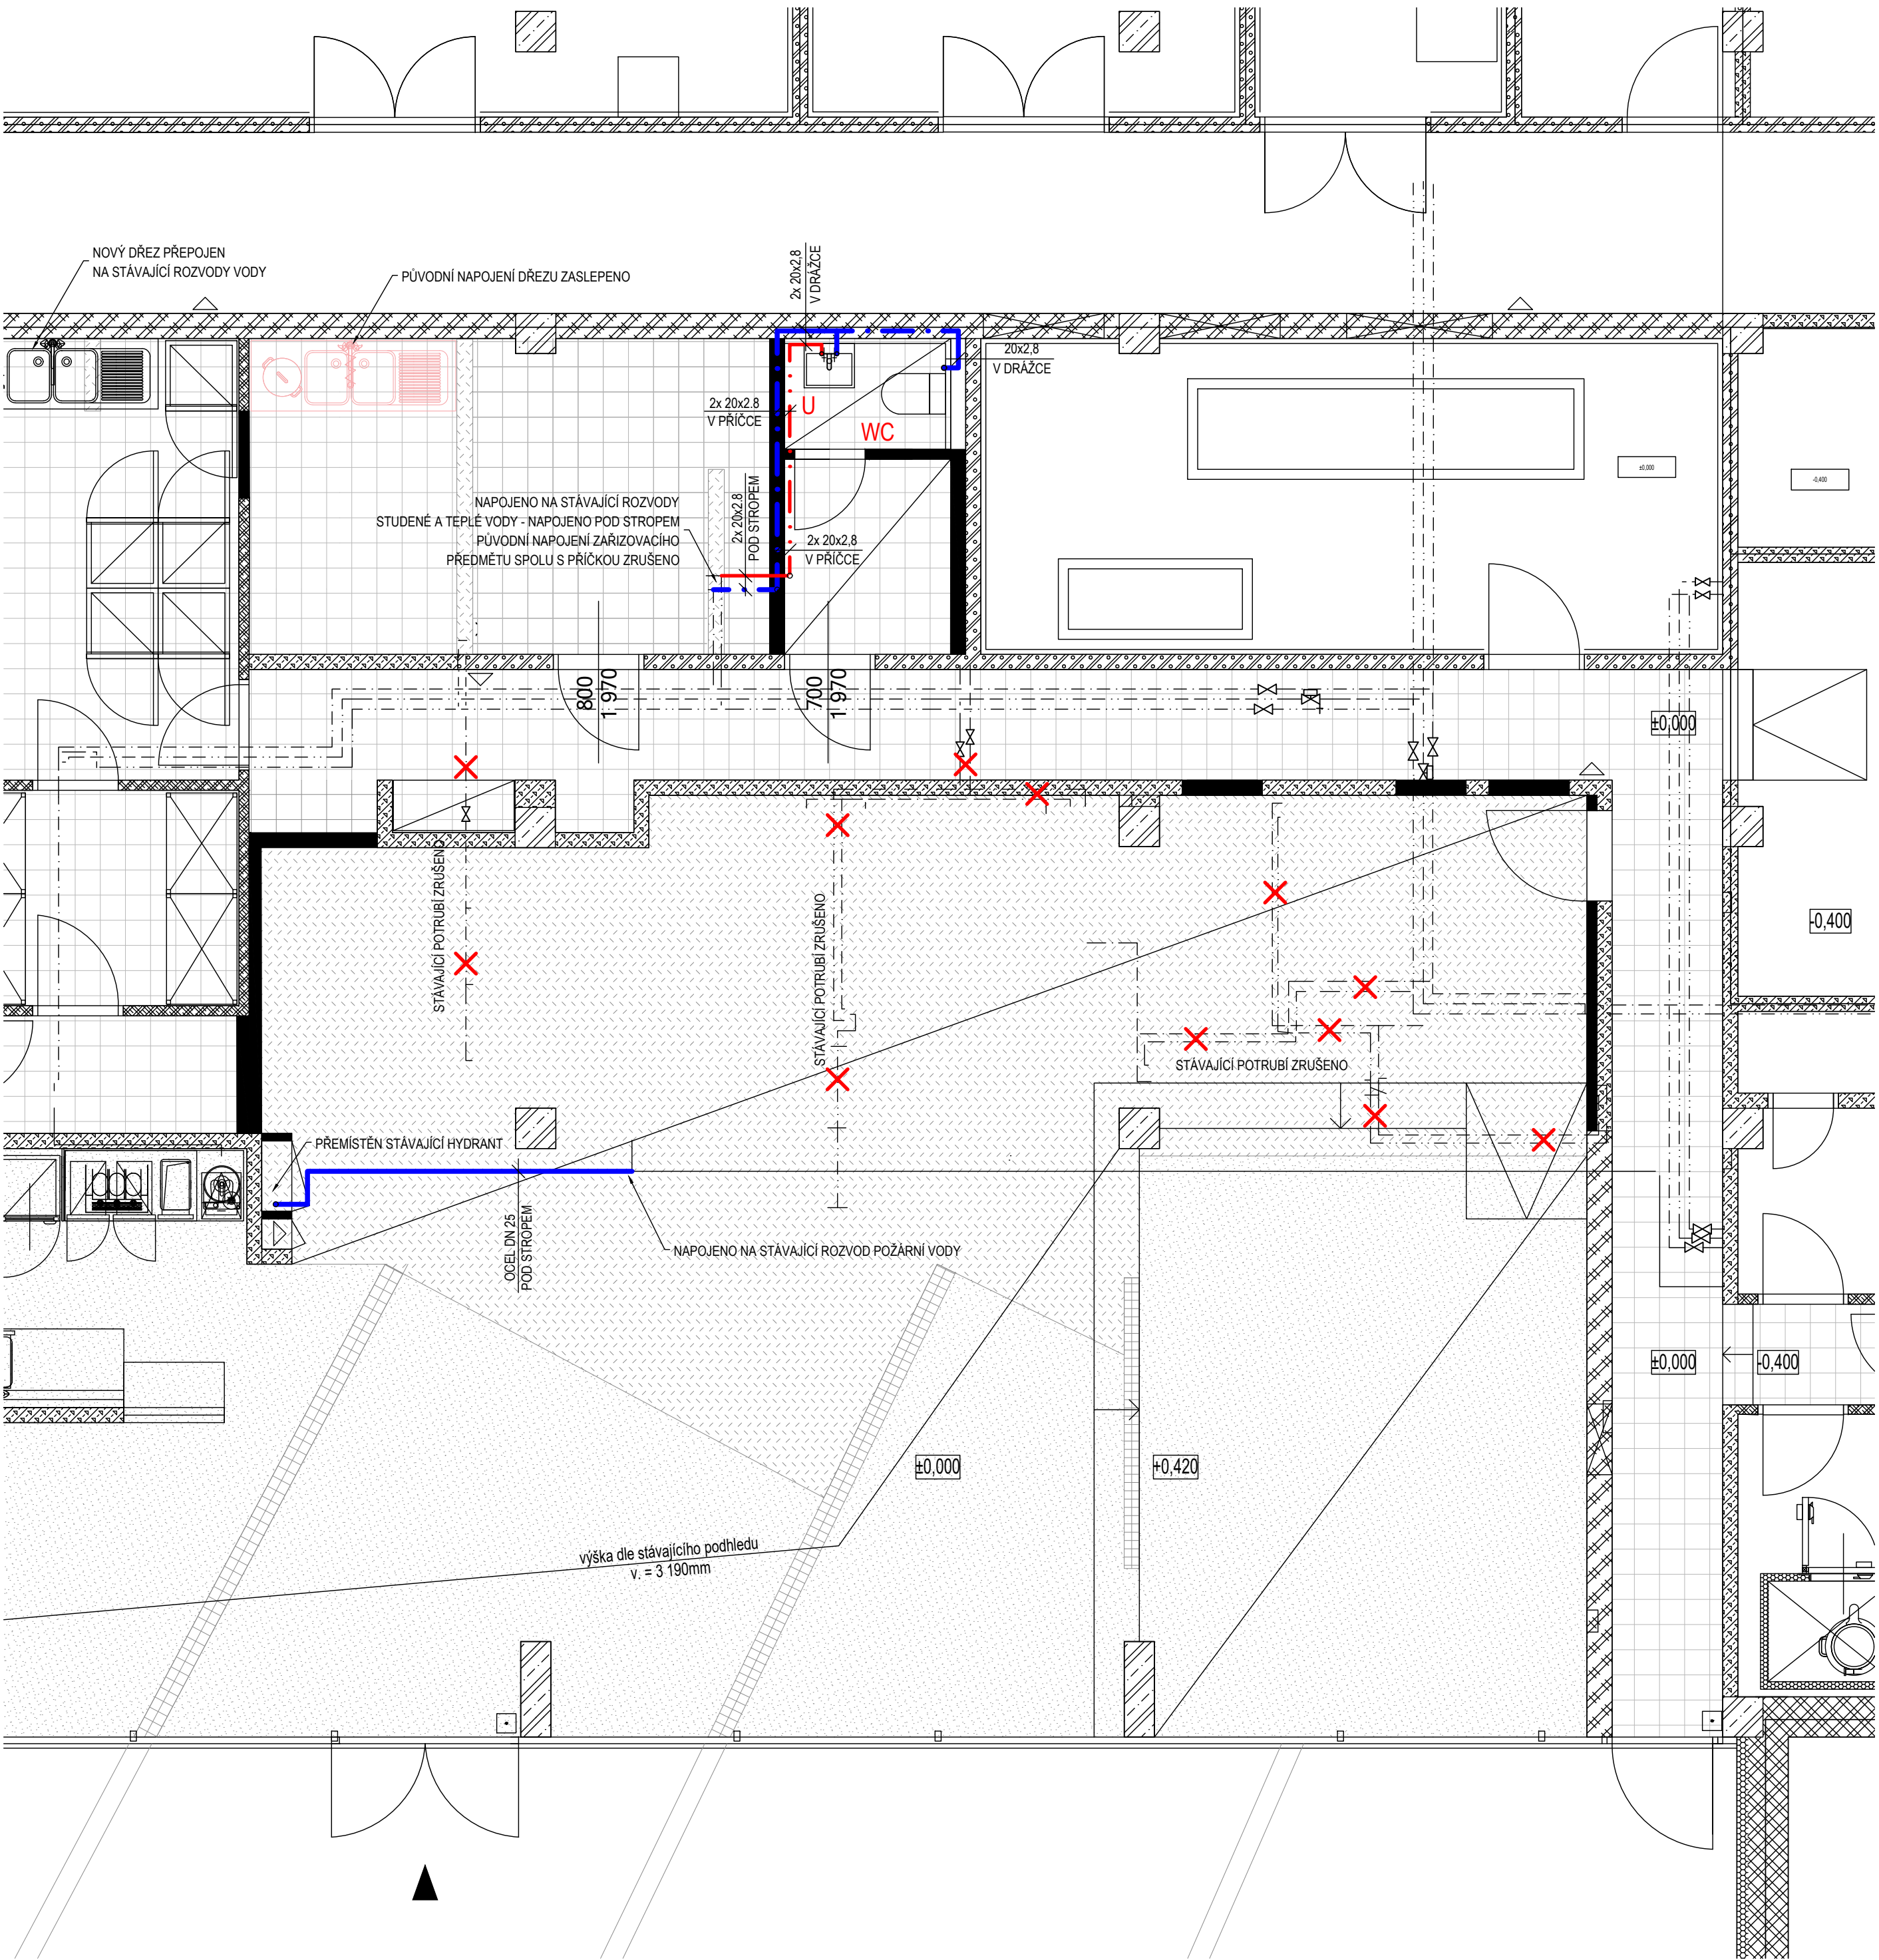 NOVÝ DŘEZ PŘEPOJEN
NA STÁVAJÍCÍ ROZVODY VODY
PŮVODNÍ NAPOJENÍ DŘEZU ZASLEPENO
2x 20x2,8
V DRÁŽCE
20x2,8
V DRÁŽCE
2x 20x2.8
V PŘÍČCE
U
WC
±0,000
-0,400
NAPOJENO NA STÁVAJÍCÍ ROZVODY
STUDENÉ A TEPLÉ VODY - NAPOJENO POD STROPEM
PŮVODNÍ NAPOJENÍ ZAŘIZOVACÍHO
PŘEDMĚTU SPOLU S PŘÍČKOU ZRUŠENO
2x 20x2.8
POD STROPEM
2x 20x2,8
V PŘÍČCE
800
1 970
700
1 970
±0,000
STÁVAJÍCÍ POTRUBÍ ZRUŠENO
STÁVAJÍCÍ POTRUBÍ ZRUŠENO
-0,400
STÁVAJÍCÍ POTRUBÍ ZRUŠENO
PŘEMÍSTĚN STÁVAJÍCÍ HYDRANT
OCEL DN 25
POD STROPEM
NAPOJENO NA STÁVAJÍCÍ ROZVOD POŽÁRNÍ VODY
±0,000
-0,400
±0,000
+0,420
výška dle stávajícího podhledu
v. = 3 190mm